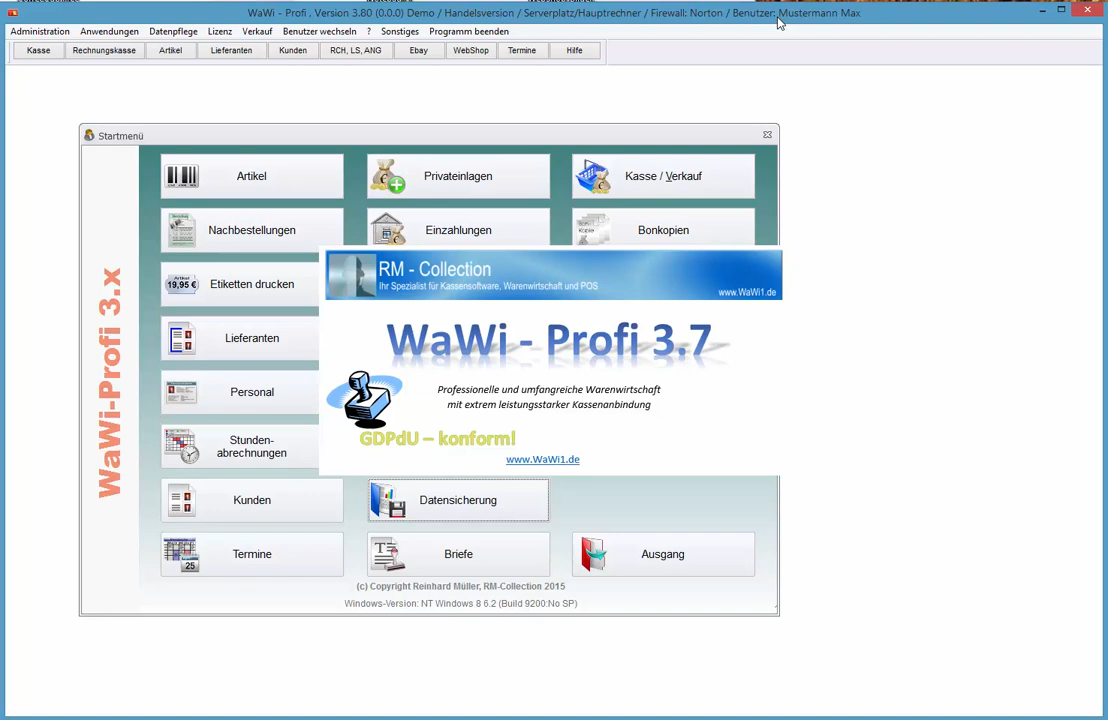 WaWi - Profi , Version 3.80 (0.0.0) Demo / Handelsversion / Serverplatz/Hauptrechner / Firewall: Norton / Benutzer: Mustermann Max
Administration Anwendungen Datenpflege Lizenz Verkauf Benutzer wechseln ? Sonstiges Programm beenden
Kasse Rechnungskasse Artikel Lieferanten Kunden RCH, LS, ANG Ebay WebShop Termine Hilfe
Startmenü
WaWi-Profi 3.x
Artikel
Privateinlagen
Kasse / Verkauf
Nachbestellungen
Einzahlungen
Bonkopien
Artikel
19,95 €
Etiketten drucken
Lieferanten
Personal
Stunden-
abrechnungen
RM - Collection
Ihr Spezialist für Kassensoftware, Warenwirtschaft und POS
www.WaWi1.de
WaWi - Profi 3.7
Professionelle und umfangreiche Warenwirtschaft
mit extrem leistungsstarker Kassenanbindung
GDPdU – konform!
www.WaWi1.de
Kunden
Datensicherung
25
Termine
Briefe
Ausgang
(c) Copyright Reinhard Müller, RM-Collection 2015
Windows-Version: NT Windows 8 6.2 (Build 9200:No SP)